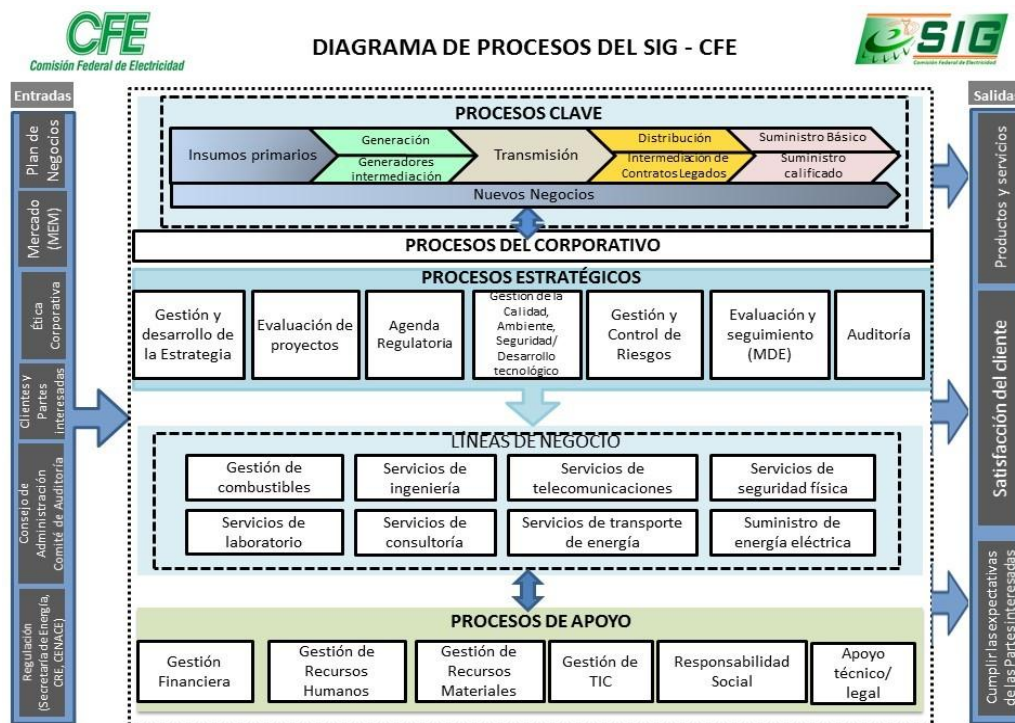 CFE
Comisión Federal de Electricidad
DIAGRAMA DE PROCESOS DEL SIG - CFE
eSIG
Comisión Federal de Electricidad
Entradas
Plan de
Negocios
Mercado
(MEM)
Ética
Corporativa
Clientes y
Partes
interesadas
Consejo de
Administración
Comité de Auditoría
Regulación
(Secretaría de Energía,
CRE, CENACE)
PROCESOS CLAVE
Insumos primarios
Generación
Generadores
intermediación
Transmisión
Distribución
Intermediación de
Contratos Legados
Suministro Básico
Suministro
calificado
Nuevos Negocios
PROCESOS DEL CORPORATIVO
PROCESOS ESTRATÉGICOS
Gestión y
desarrollo de
la Estrategia
Evaluación de
proyectos
Agenda
Regulatoria
Gestión de la
Calidad,
Ambiente,
Seguridad/
Desarrollo
tecnológico
Gestión y
Control de
Riesgos
Evaluación y
seguimiento
(MDE)
Auditoría
LÍNEAS DE NEGOCIO
Gestión de
combustibles
Servicios de
ingeniería
Servicios de
telecomunicaciones
Servicios de
seguridad física
Servicios de
laboratorio
Servicios de
consultoría
Servicios de transporte
de energía
Suministro de
energía eléctrica
PROCESOS DE APOYO
Gestión
Financiera
Gestión de
Recursos
Humanos
Gestión de
Recursos
Materiales
Gestión de
TIC
Responsabilidad
Social
Apoyo
técnico/
legal
Salidas
Productos y servicios
Satisfacción del cliente
Cumplir las expectativas
de las Partes interesadas